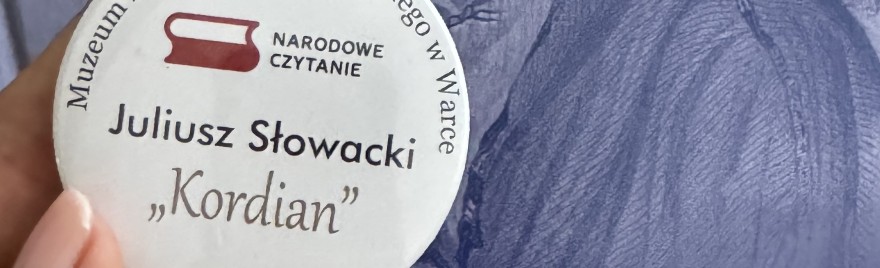 Muzeum
ego w Warce
NARODOWE
CZYTANIE
Juliusz Słowacki
„Kordian”